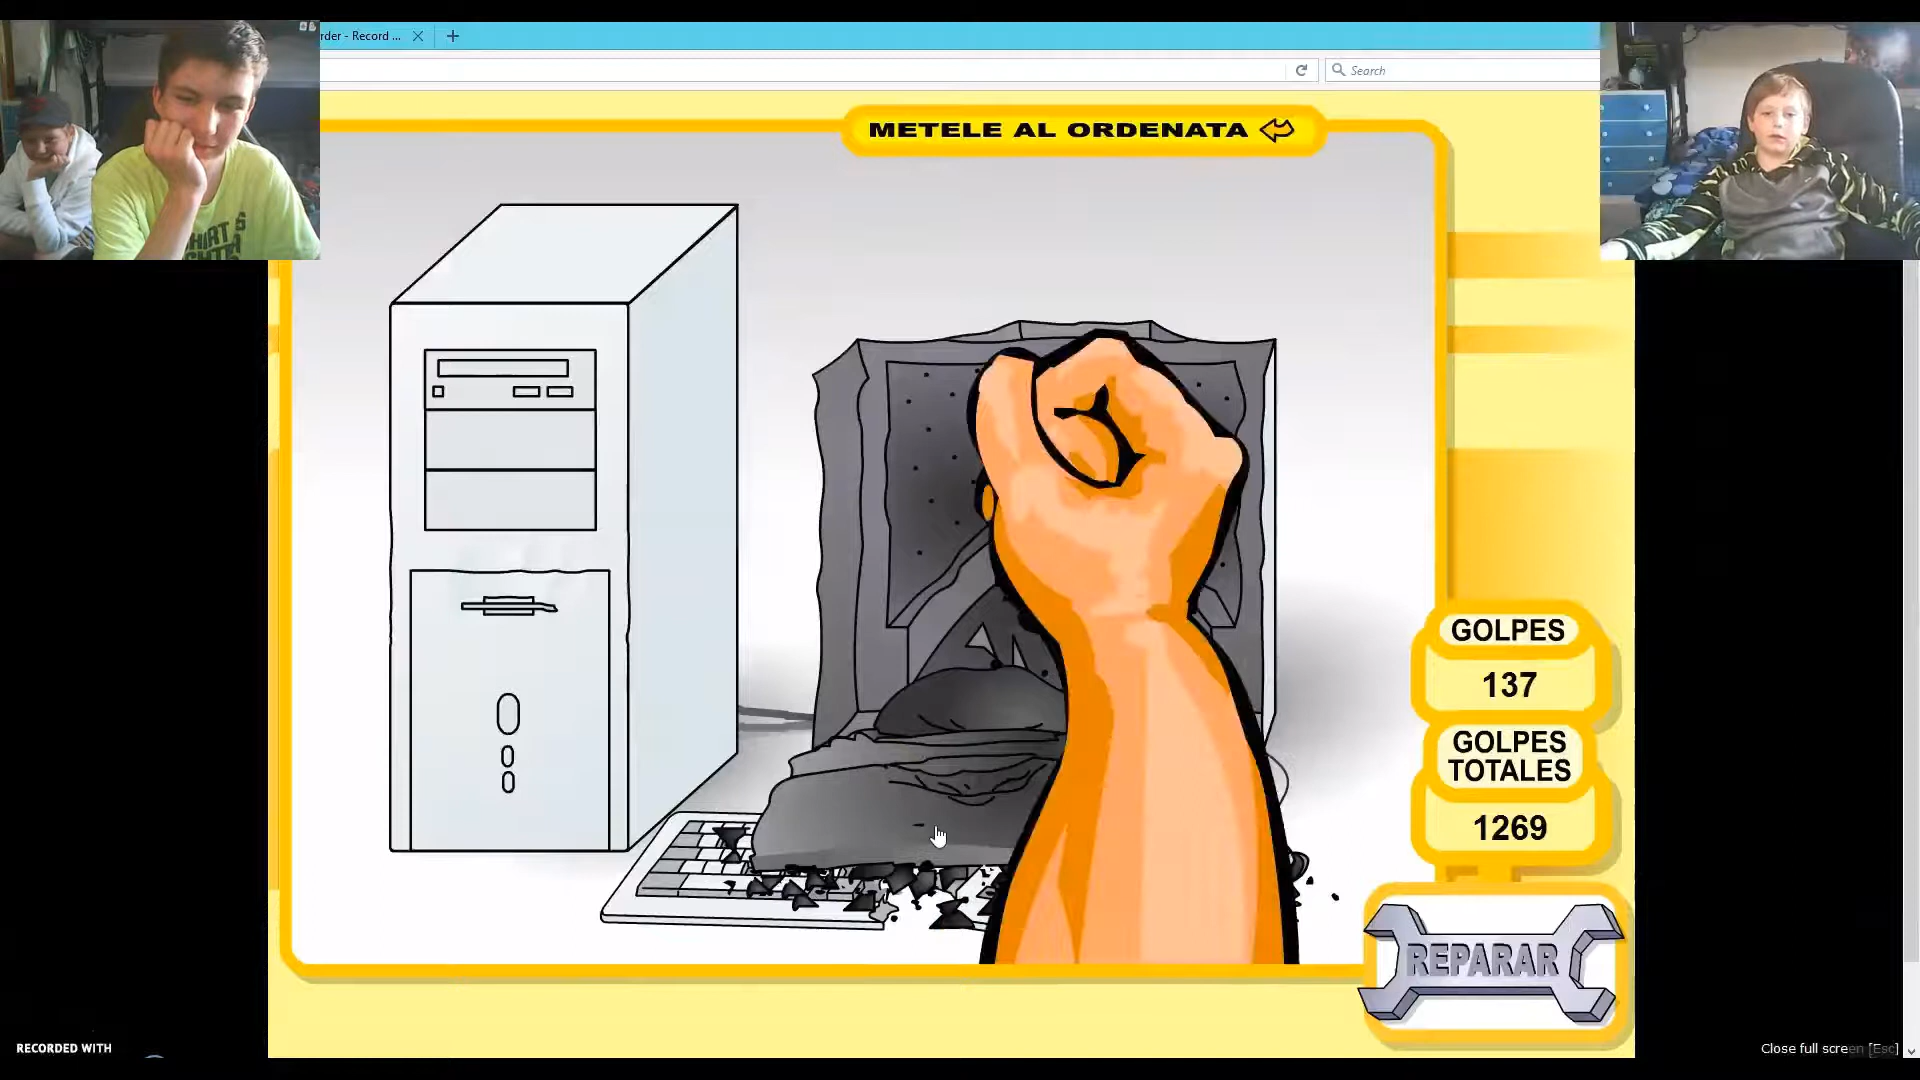 rder - Record ...
Search
METELE AL ORDENATA
GOLPES
137
GOLPES
TOTALES
1269
REPARAR
RECORDED WITH
Close full screen [Esc]